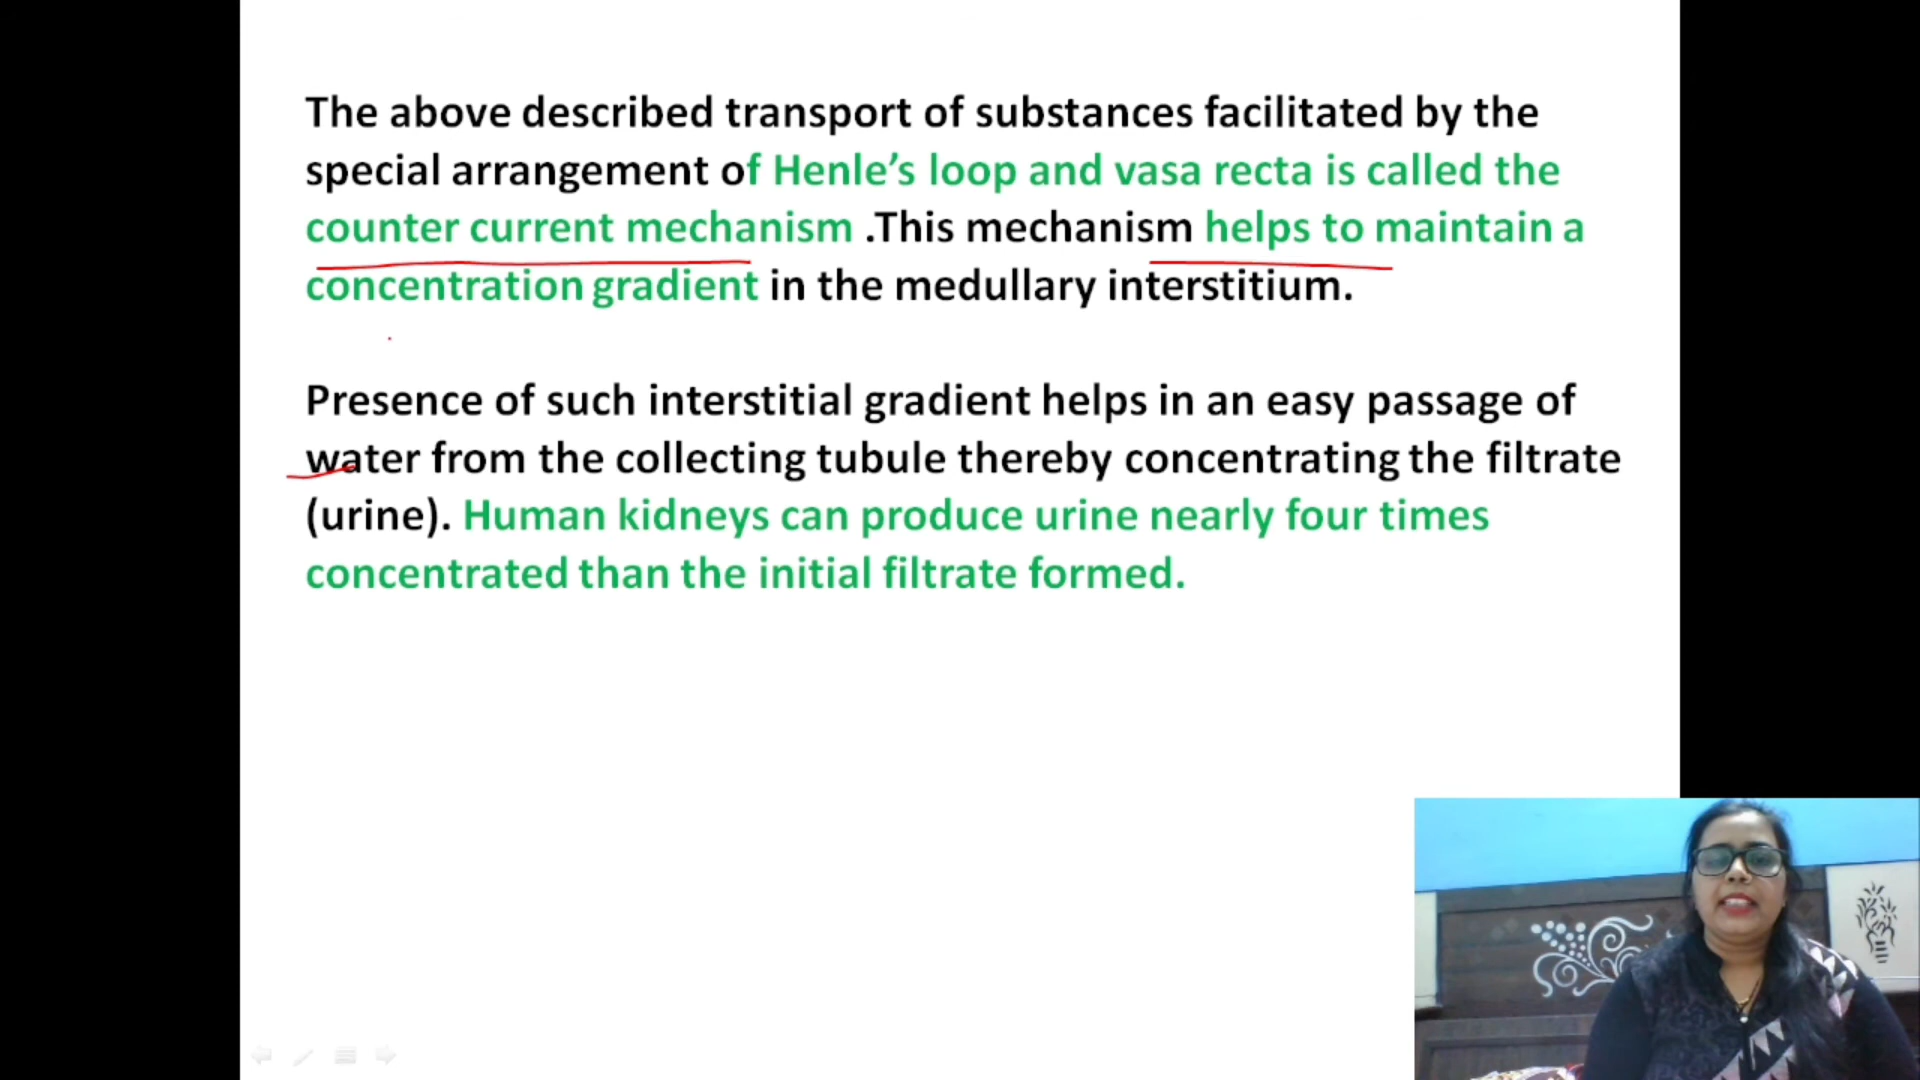 The above described transport of substances facilitated by the
special arrangement of Henle’s loop and vasa recta is called the
counter current mechanism .This mechanism helps to maintain a
concentration gradient in the medullary interstitium.
Presence of such interstitial gradient helps in an easy passage of
water from the collecting tubule thereby concentrating the filtrate
(urine). Human kidneys can produce urine nearly four times
concentrated than the initial filtrate formed.